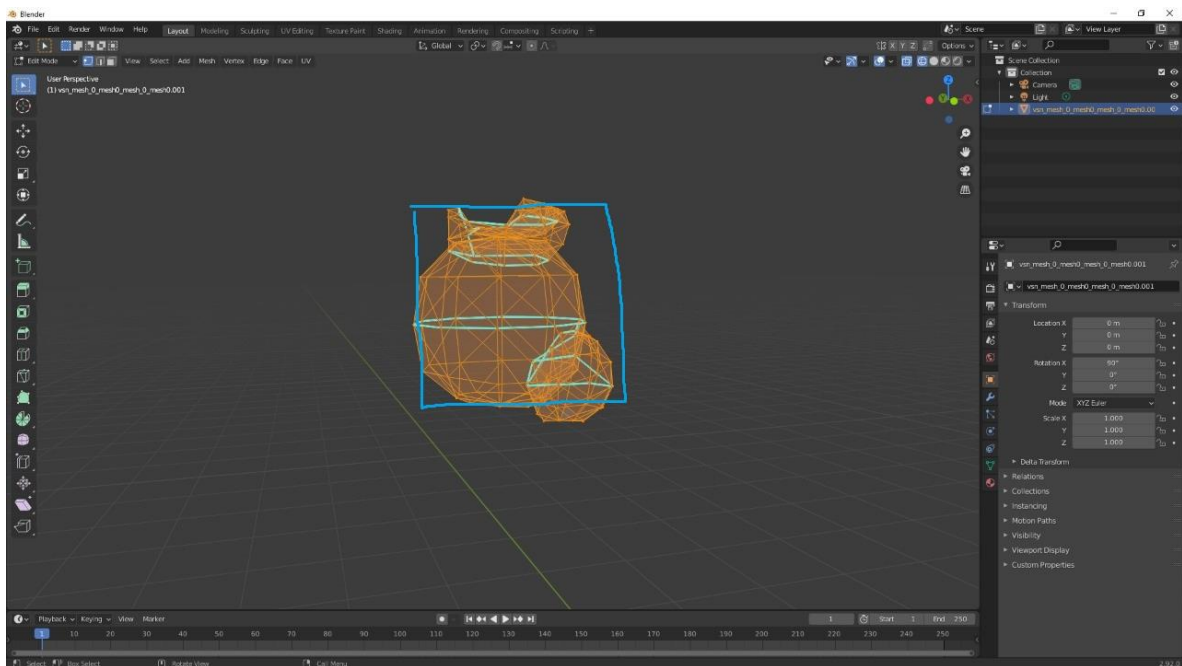 Blender
File Edit Render Window Help Layout Modeling Sculpting UV Editing Texture Paint Shading Animation Rendering Compositing Scripting + Scene View Layer
Global X Y Z Options
Edit Mode View Select Add Mesh Vertex Edge Face UV
User Perspective
(1) vsn_mesh_0_mesh0_mesh_0_mesh0.001
Z
Y
X
Scene Collection
Collection
Camera
Light
vsn_mesh_0_mesh0_mesh_0_mesh0.00
vsn_mesh_0_mesh0_mesh_0_mesh0.001
vsn_mesh_0_mesh0_mesh_0_mesh0.001
Transform
Location X 0 m
Y 0 m
Z 0 m
Rotation X 90°
Y 0°
Z 0°
Mode XYZ Euler
Scale X 1.000
Y 1.000
Z 1.000
Delta Transform
Relations
Collections
Instancing
Motion Paths
Visibility
Viewport Display
Custom Properties
Playback Keying View Marker 1 Start 1 End 250
1 10 20 30 40 50 60 70 80 90 100 110 120 130 140 150 160 170 180 190 200 210 220 230 240 250
Select Box Select Rotate View Call Menu 2.92.0